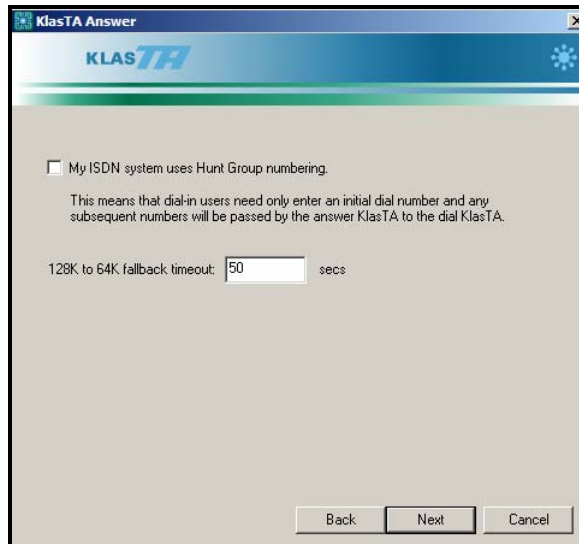 KlasTA Answer
KLAS TA
My ISDN system uses Hunt Group numbering.
This means that dial-in users need only enter an initial dial number and any
subsequent numbers will be passed by the answer KlasTA to the dial KlasTA.
128K to 64K fallback timeout: 50 secs
Back Next Cancel